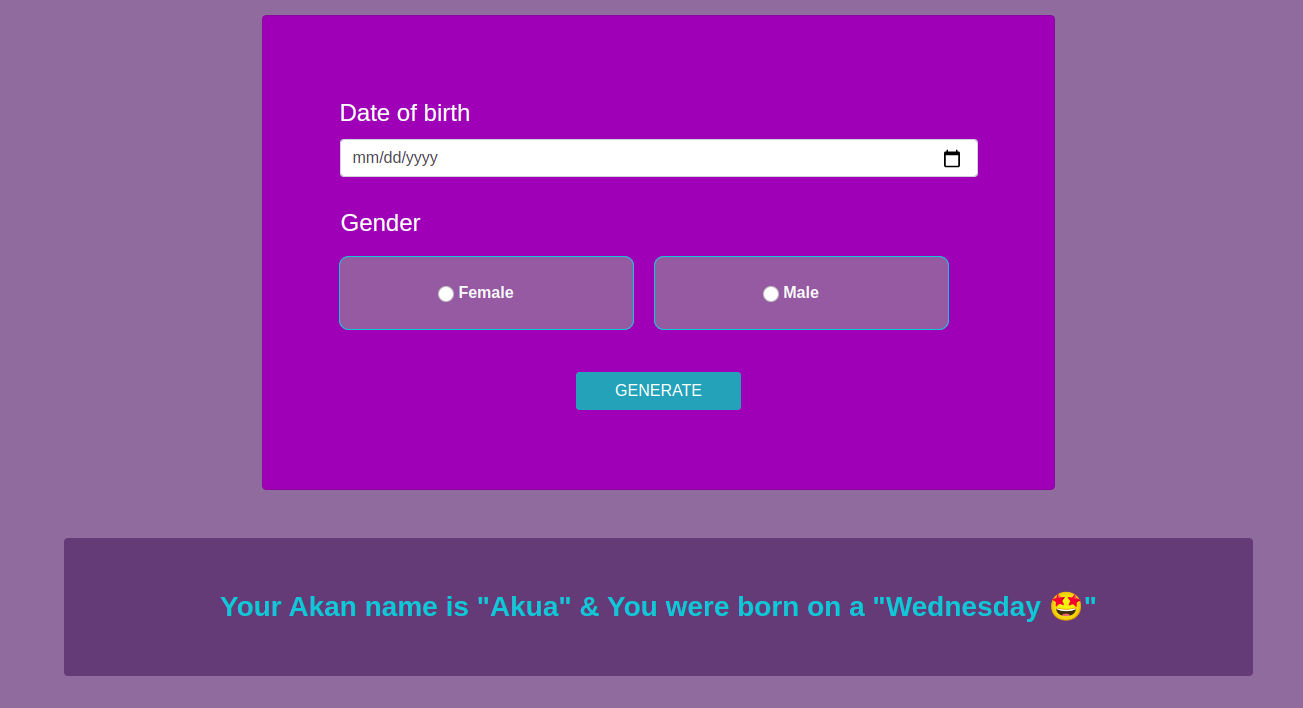 Date of birth
mm/dd/yyyy
Gender
Female
Male
GENERATE
Your Akan name is "Akua" & You were born on a "Wednesday 🤩"